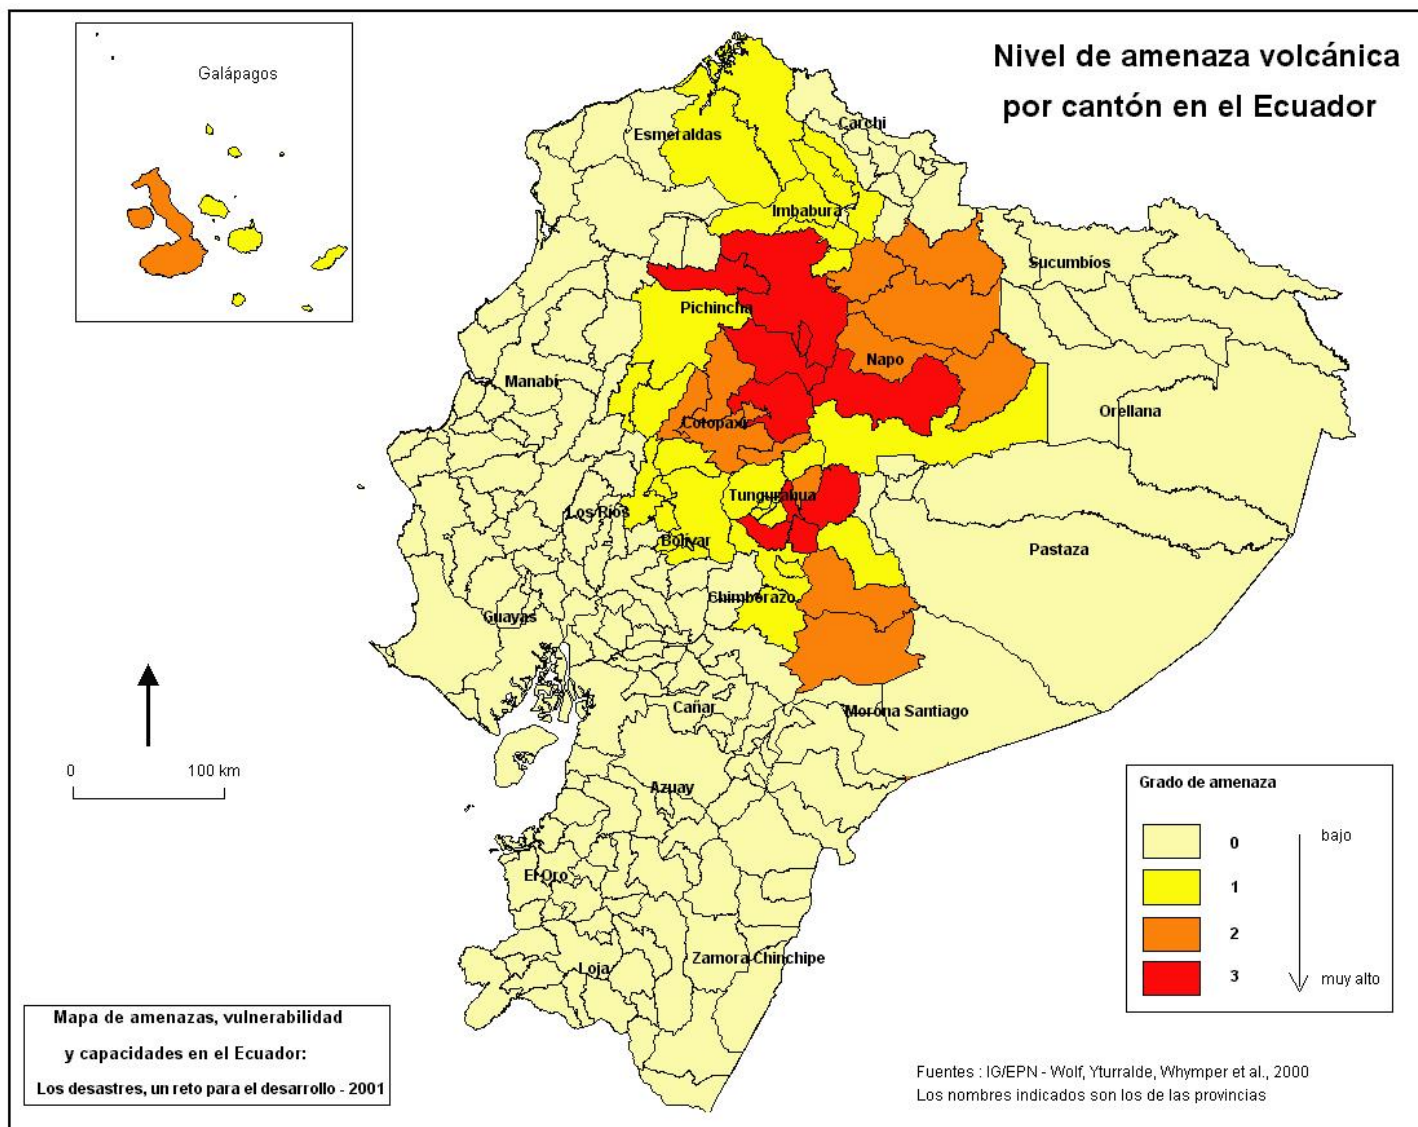 Nivel de amenaza volcánica
por cantón en el Ecuador
Galápagos
Esmeraldas
Carchi
Imbabura
Sucumbíos
Pichincha
Napo
Manabí
Orellana
Cotopaxi
Tungurahua
Los Ríos
Bolívar
Pastaza
Chimborazo
Guayas
Cañar
Morona Santiago
Azuay
El Oro
Loja
Zamora Chinchipe
0 100 km
Grado de amenaza
0 bajo
1
2
3 muy alto
Mapa de amenazas, vulnerabilidad
y capacidades en el Ecuador:
Los desastres, un reto para el desarrollo - 2001
Fuentes : IG/EPN - Wolf, Yturralde, Whymper et al., 2000
Los nombres indicados son los de las provincias